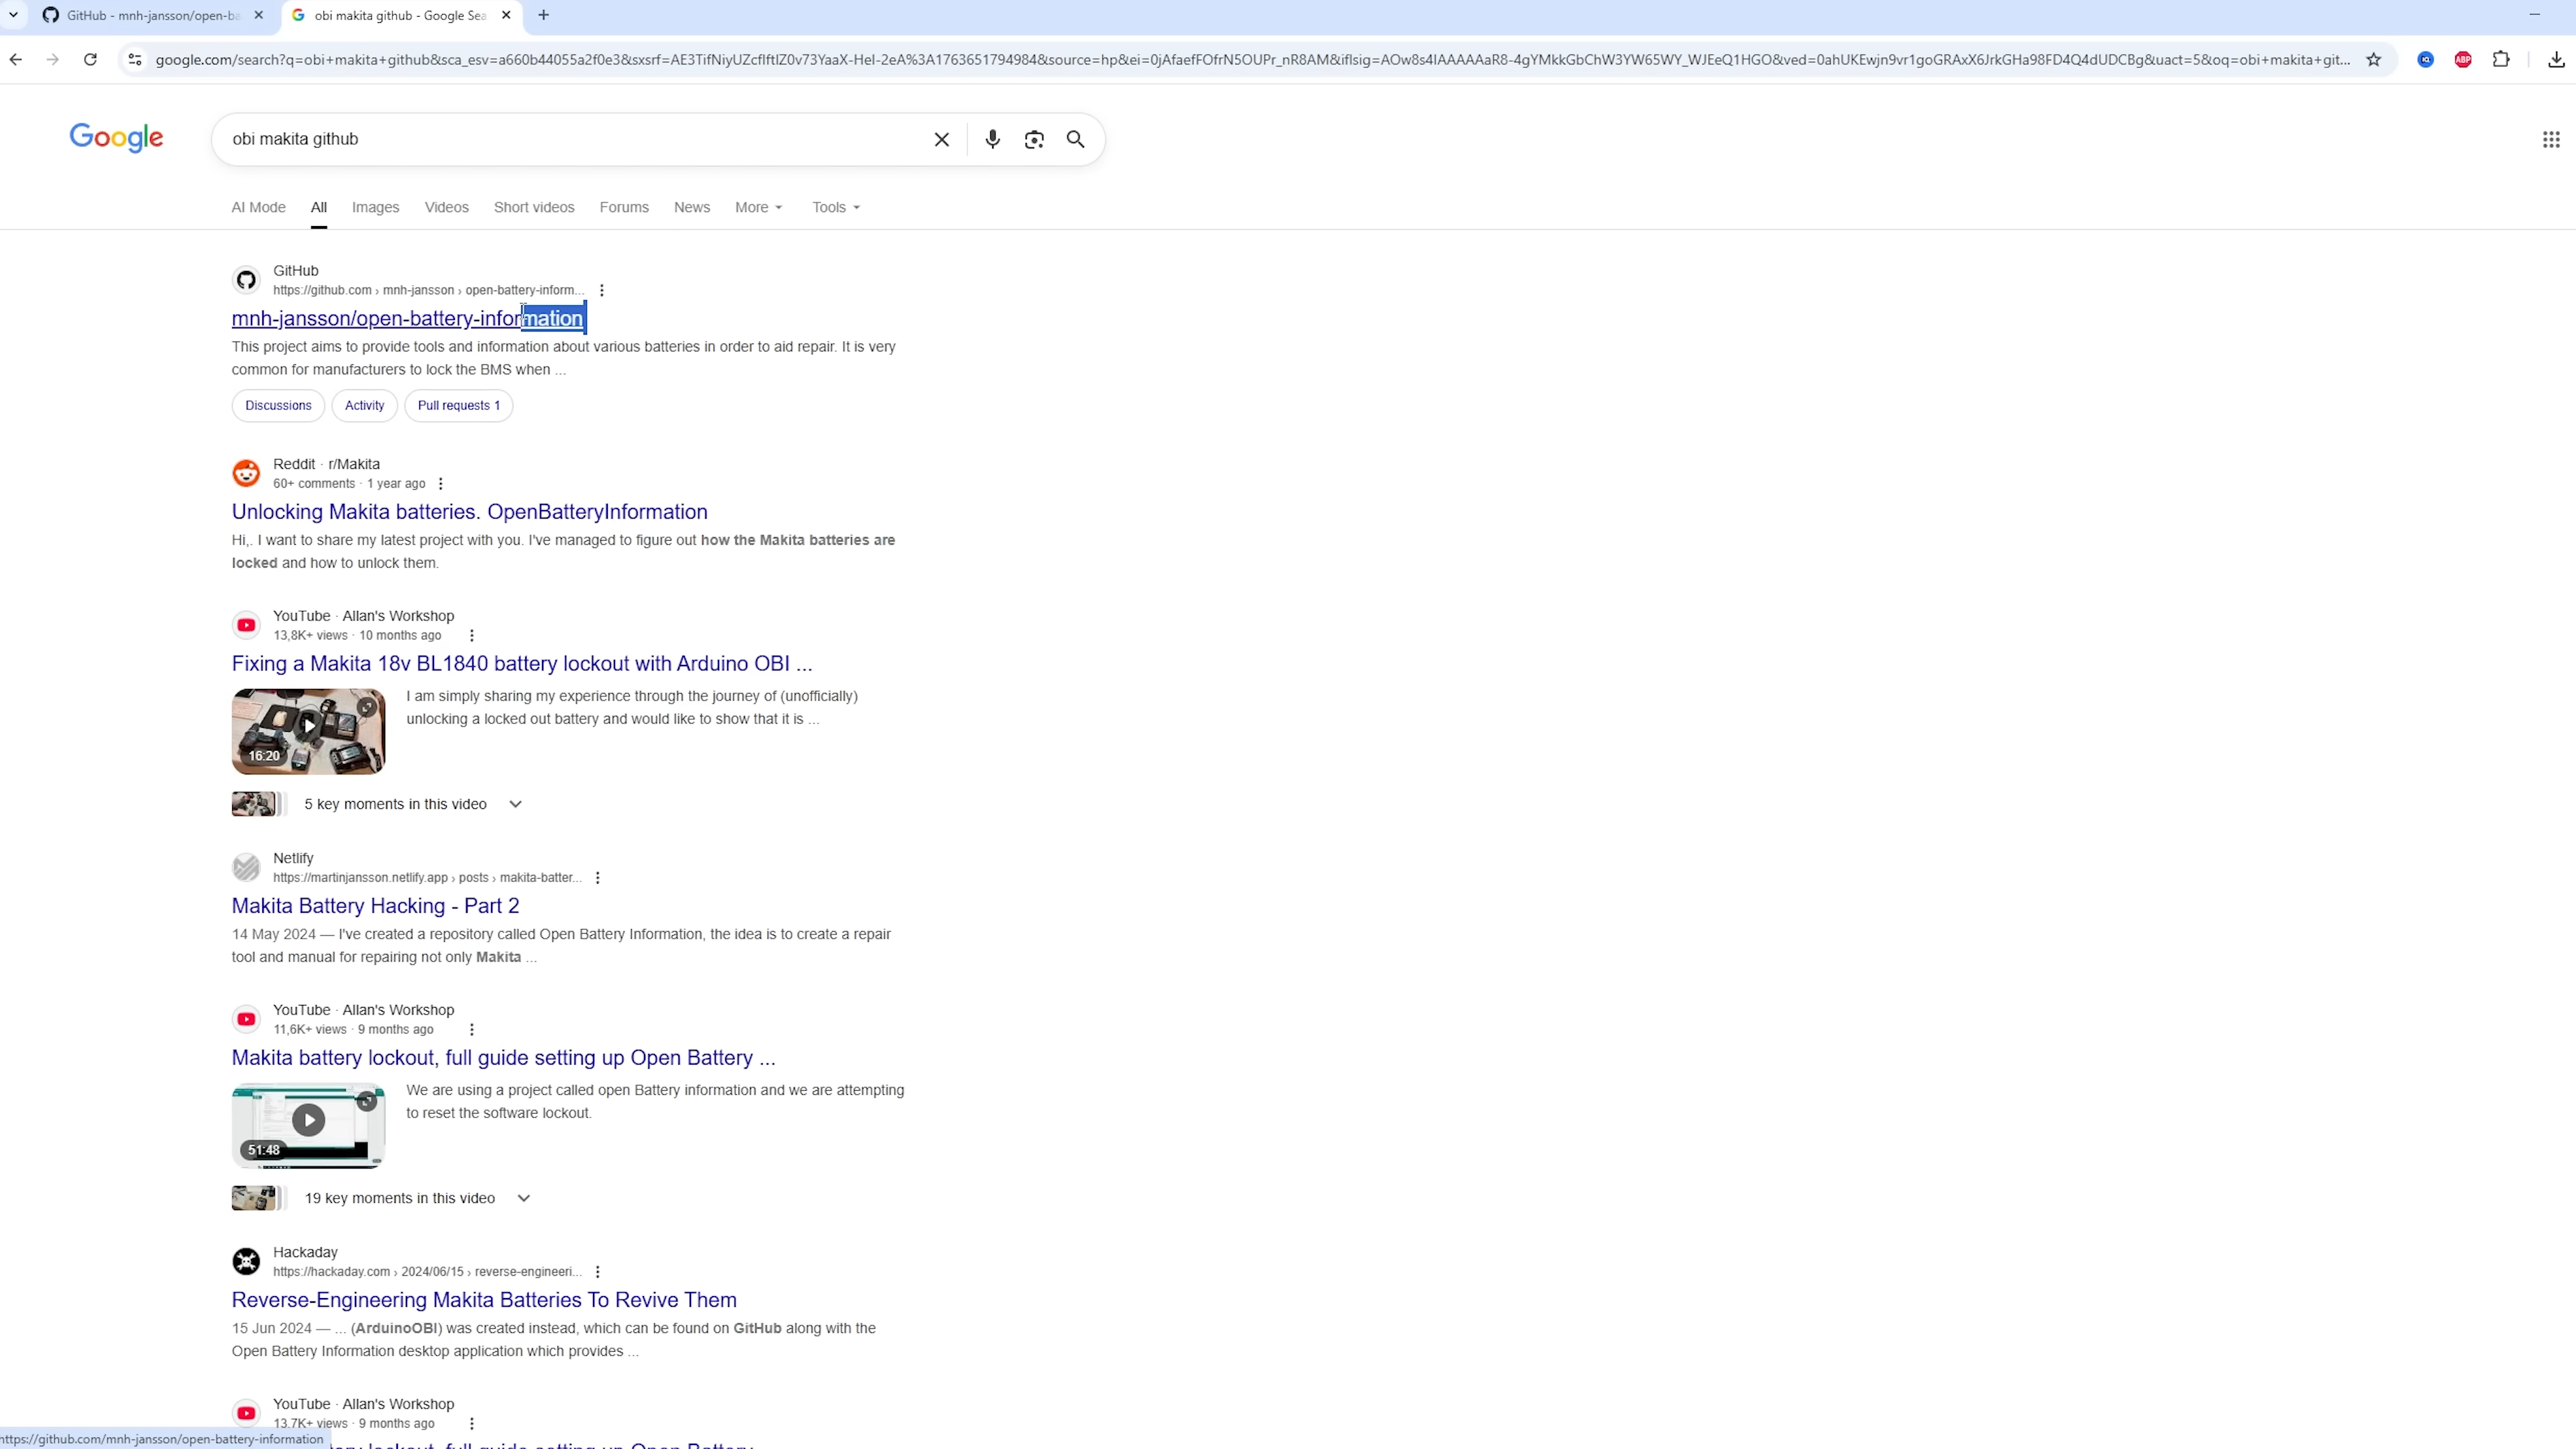 GitHub - mnh-jansson/open-ba
obi makita github - Google Sea
google.com/search?q=obi+makita+github&sca_esv=a660b44055a2f0e3&sxsrf=AE3TifNiyUZcfIftIZ0v73YaaX-HeI-2eA%3A1763651794984&source=hp&ei=0jAfaefFOfrN5OUPr_nR8AM&iflsig=AOw8s4IAAAAAaR8-4gYMkkGbChW3YW65WY_WJEeQ1HGO&ved=0ahUKEwjn9vr1goGRAxX6JrkGHa98FD4Q4dUDCBg&uact=5&oq=obi+makita+git...
ABP
Google
obi makita github
AI Mode All Images Videos Short videos Forums News More Tools
GitHub
https://github.com › mnh-jansson › open-battery-inform...
mnh-jansson/open-battery-information
This project aims to provide tools and information about various batteries in order to aid repair. It is very
common for manufacturers to lock the BMS when ...
Discussions Activity Pull requests 1
Reddit · r/Makita
60+ comments · 1 year ago
Unlocking Makita batteries. OpenBatteryInformation
Hi,. I want to share my latest project with you. I've managed to figure out how the Makita batteries are
locked and how to unlock them.
YouTube · Allan's Workshop
13,8K+ views · 10 months ago
Fixing a Makita 18v BL1840 battery lockout with Arduino OBI ...
I am simply sharing my experience through the journey of (unofficially)
unlocking a locked out battery and would like to show that it is ...
16:20
5 key moments in this video
Netlify
https://martinjansson.netlify.app › posts › makita-batter...
Makita Battery Hacking - Part 2
14 May 2024 — I've created a repository called Open Battery Information, the idea is to create a repair
tool and manual for repairing not only Makita ...
YouTube · Allan's Workshop
11,6K+ views · 9 months ago
Makita battery lockout, full guide setting up Open Battery ...
We are using a project called open Battery information and we are attempting
to reset the software lockout.
51:48
19 key moments in this video
Hackaday
https://hackaday.com › 2024/06/15 › reverse-engineeri...
Reverse-Engineering Makita Batteries To Revive Them
15 Jun 2024 — ... (ArduinoOBI) was created instead, which can be found on GitHub along with the
Open Battery Information desktop application which provides ...
YouTube · Allan's Workshop
13,7K+ views · 9 months ago
https://github.com/mnh-jansson/open-battery-information
lockout, full guide setting up Open Battery